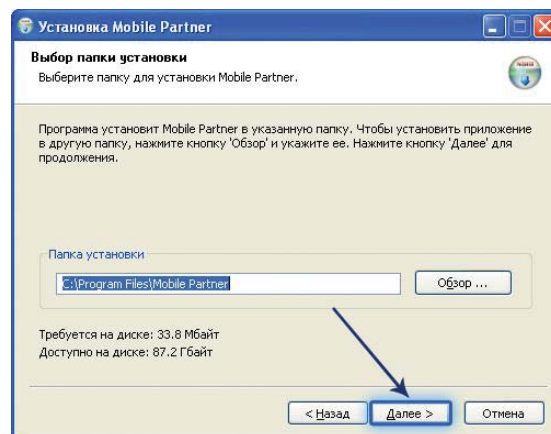 Установка Mobile Partner
Выбор папки установки
Выберите папку для установки Mobile Partner.
Программа установит Mobile Partner в указанную папку. Чтобы установить приложение
в другую папку, нажмите кнопку 'Обзор' и укажите ее. Нажмите кнопку 'Далее' для
продолжения.
Папка установки
C:\Program Files\Mobile Partner
Обзор ...
Требуется на диске: 33.8 Мбайт
Доступно на диске: 87.2 Гбайт
< Назад
Далее >
Отмена